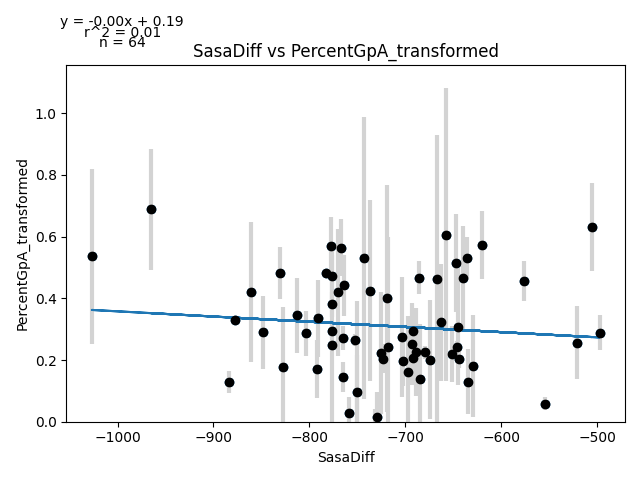 y = -0.00x + 0.19
r^2 = 0.01
n = 64
SasaDiff vs PercentGpA_transformed
1.0
0.8
0.6
0.4
0.2
0.0
PercentGpA_transformed
−1000 −900 −800 −700 −600 −500
SasaDiff